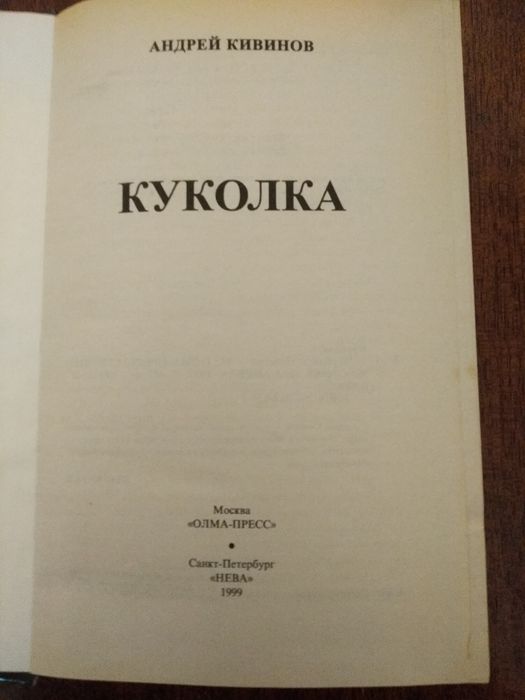 АНДРЕЙ КИВИНОВ
КУКОЛКА
Москва
«ОЛМА-ПРЕСС»
•
Санкт-Петербург
«НЕВА»
1999